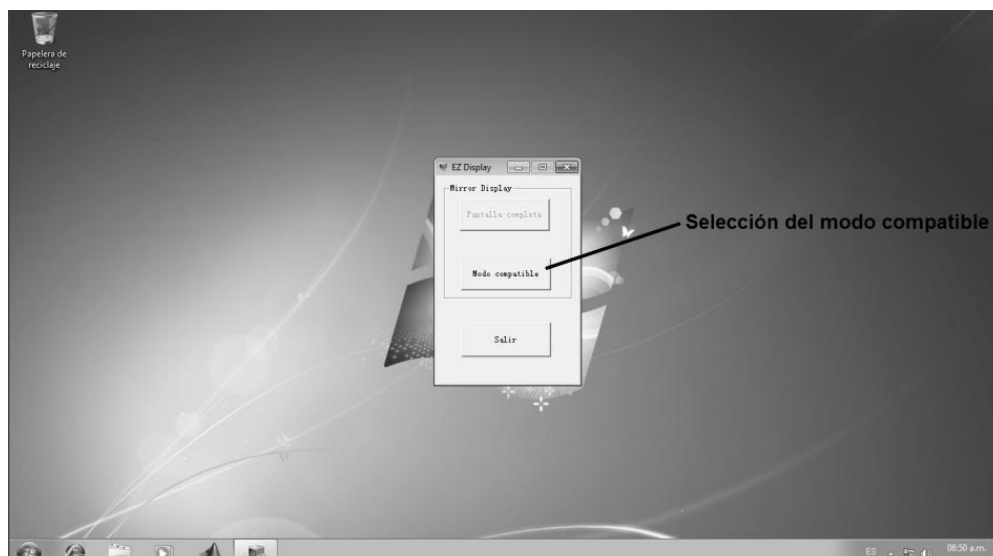 Papelera de
reciclaje
EZ Display
Mirror Display
Pantalla completa
Modo compatible
Selección del modo compatible
Salir
ES
08:50 a.m.